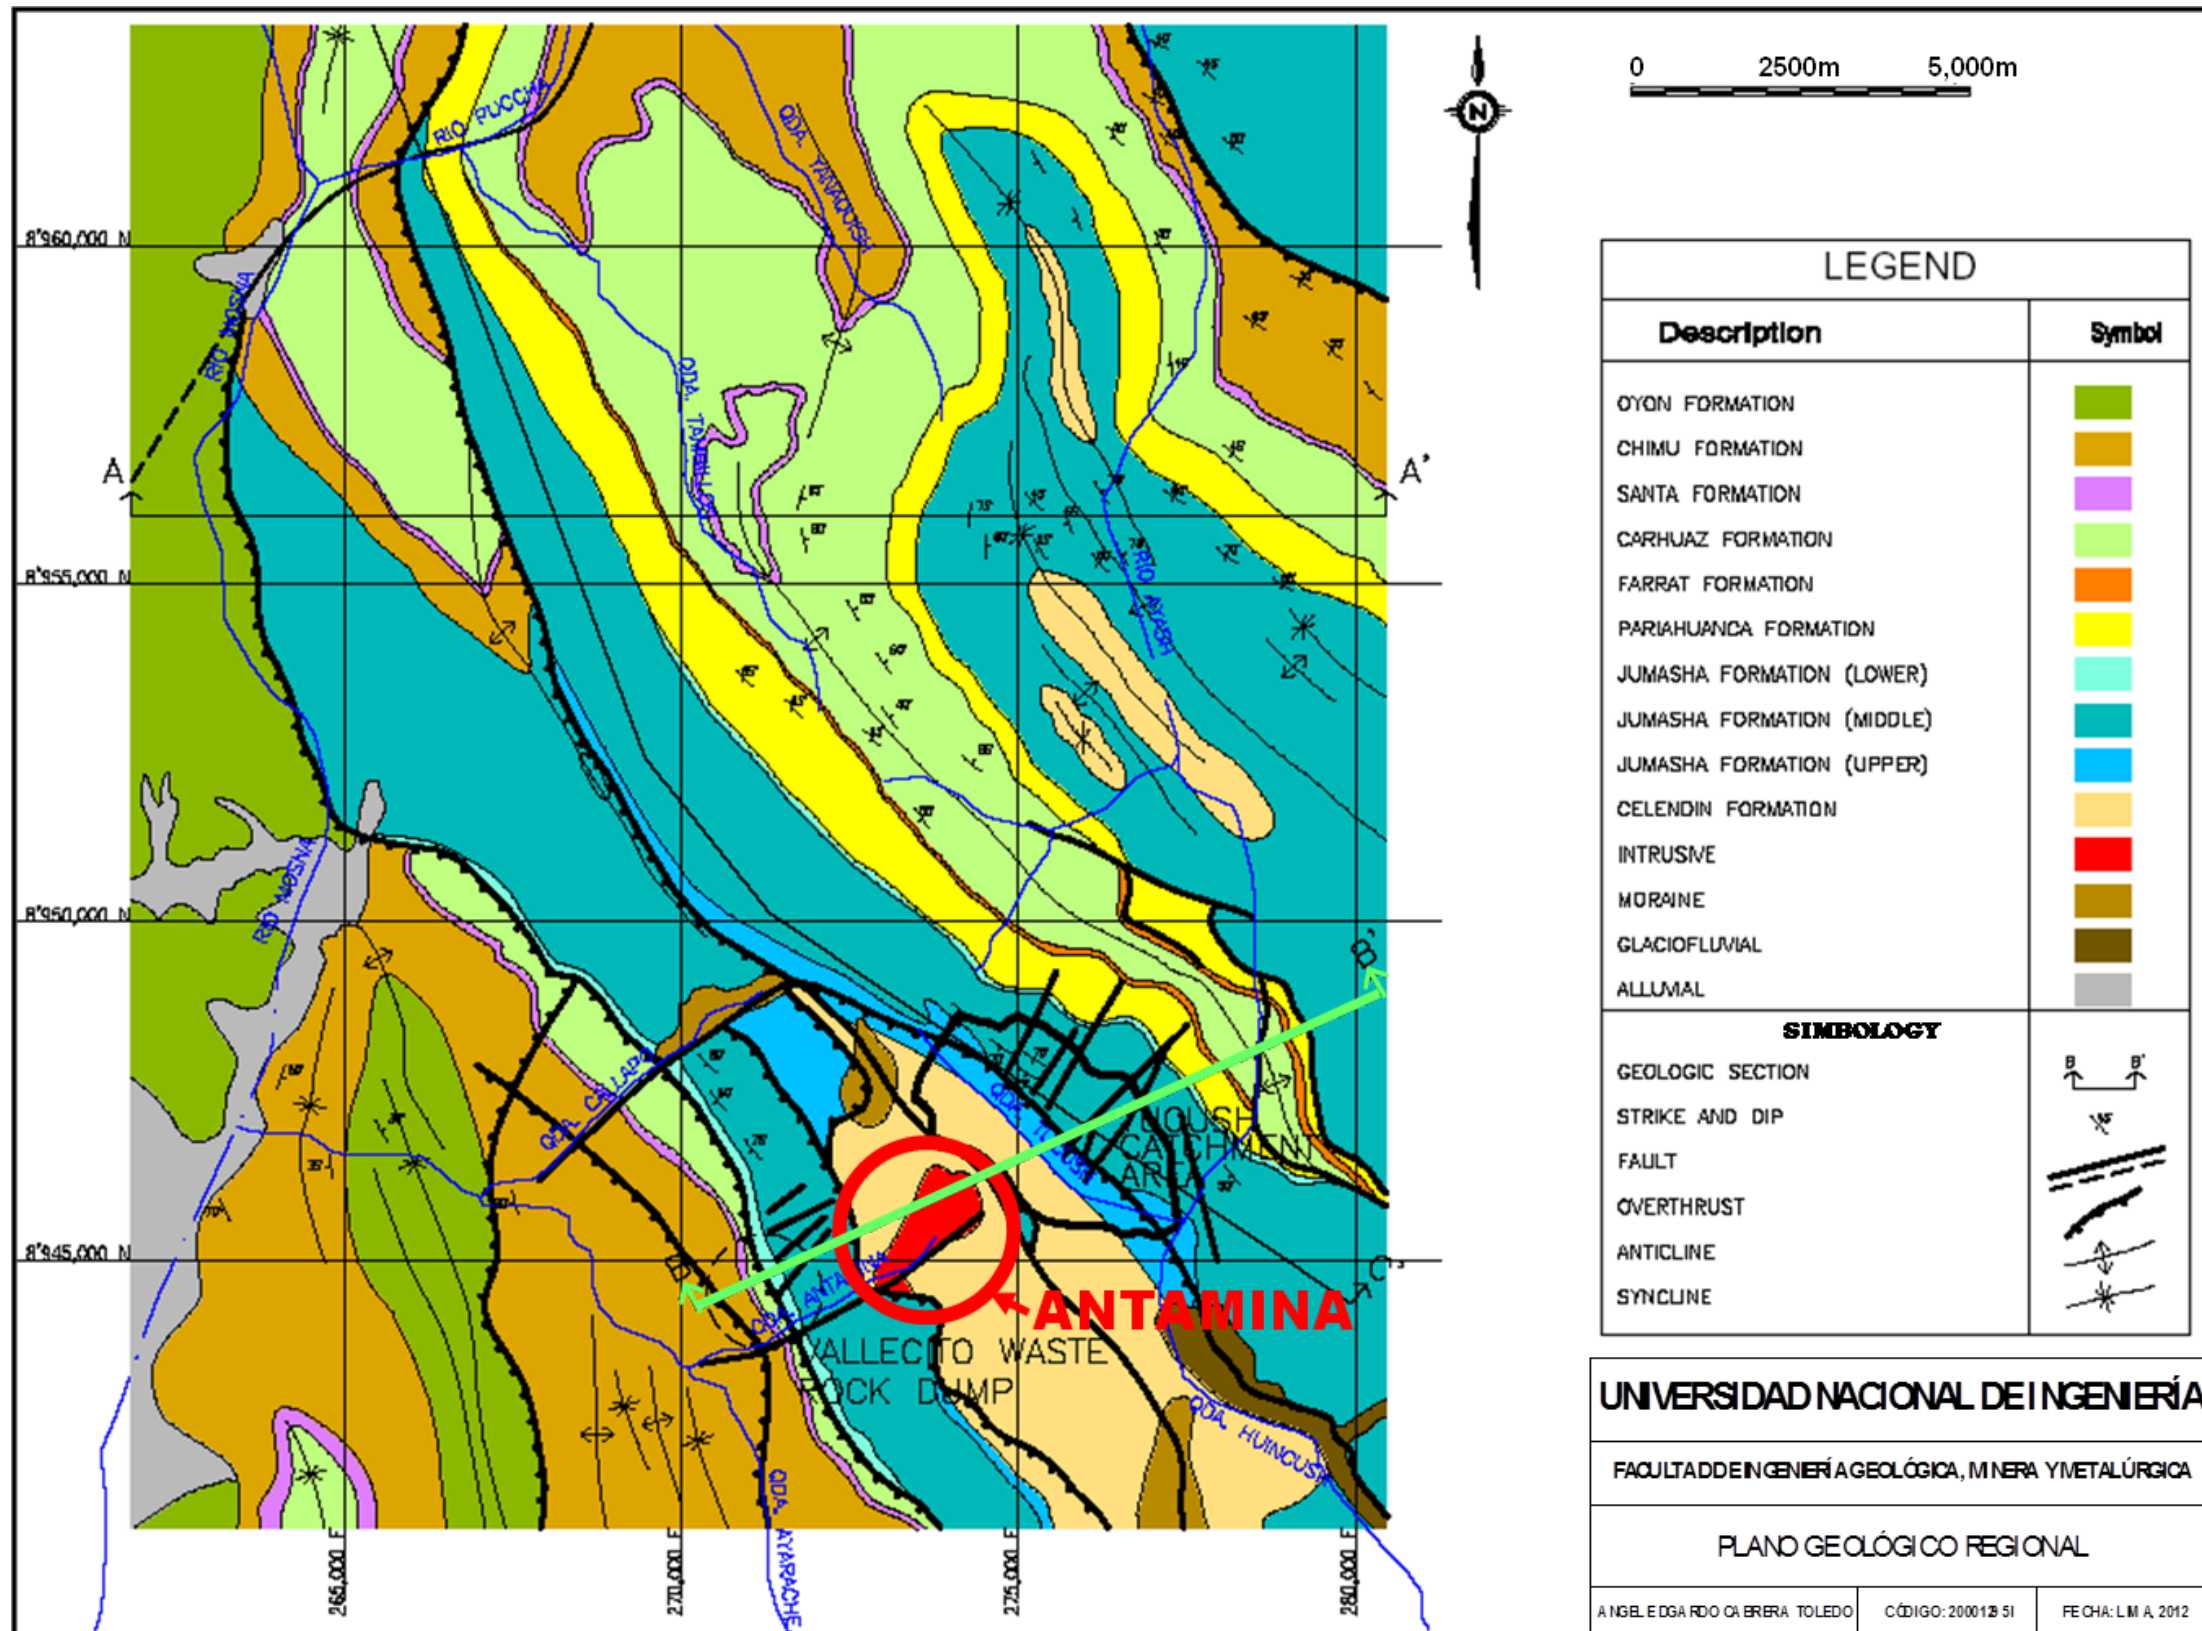 0 2500m 5,000m
N
RIO PUCCHA
QDA. YANAQUISH
8'960,000 N
RIO MOSNA
QDA. TAMBILLOS
A
A'
8'955,000 N
RIO AYASH
RIO MOSNA
8'950,000 N
B'
QDA. CALLAPO
QDA. TUCUSH
CATCHMENT
AREA
8'945,000 N
B
QDA. ANTAMINA
C'
ANTAMINA
VALLECITO WASTE
ROCK DUMP
QDA. HUINCUSH
QDA. AYARACHE
265,000 E
270,000 E
275,000 E
280,000 E
LEGEND
Description Symbol
OYON FORMATION
CHIMU FORMATION
SANTA FORMATION
CARHUAZ FORMATION
FARRAT FORMATION
PARIAHUANCA FORMATION
JUMASHA FORMATION (LOWER)
JUMASHA FORMATION (MIDDLE)
JUMASHA FORMATION (UPPER)
CELENDIN FORMATION
INTRUSIVE
MORAINE
GLACIOFLUVIAL
ALLUVIAL
SIMBOLOGY
GEOLOGIC SECTION B B'
STRIKE AND DIP
FAULT
OVERTHRUST
ANTICLINE
SYNCLINE
UNIVERSIDAD NACIONAL DE INGENIERÍA
FACULTAD DE INGENIERÍA GEOLÓGICA, MINERA Y METALÚRGICA
PLANO GEOLÓGICO REGIONAL
ANGEL EDGARDO CABRERA TOLEDO
FECHA: LIMA, 2012